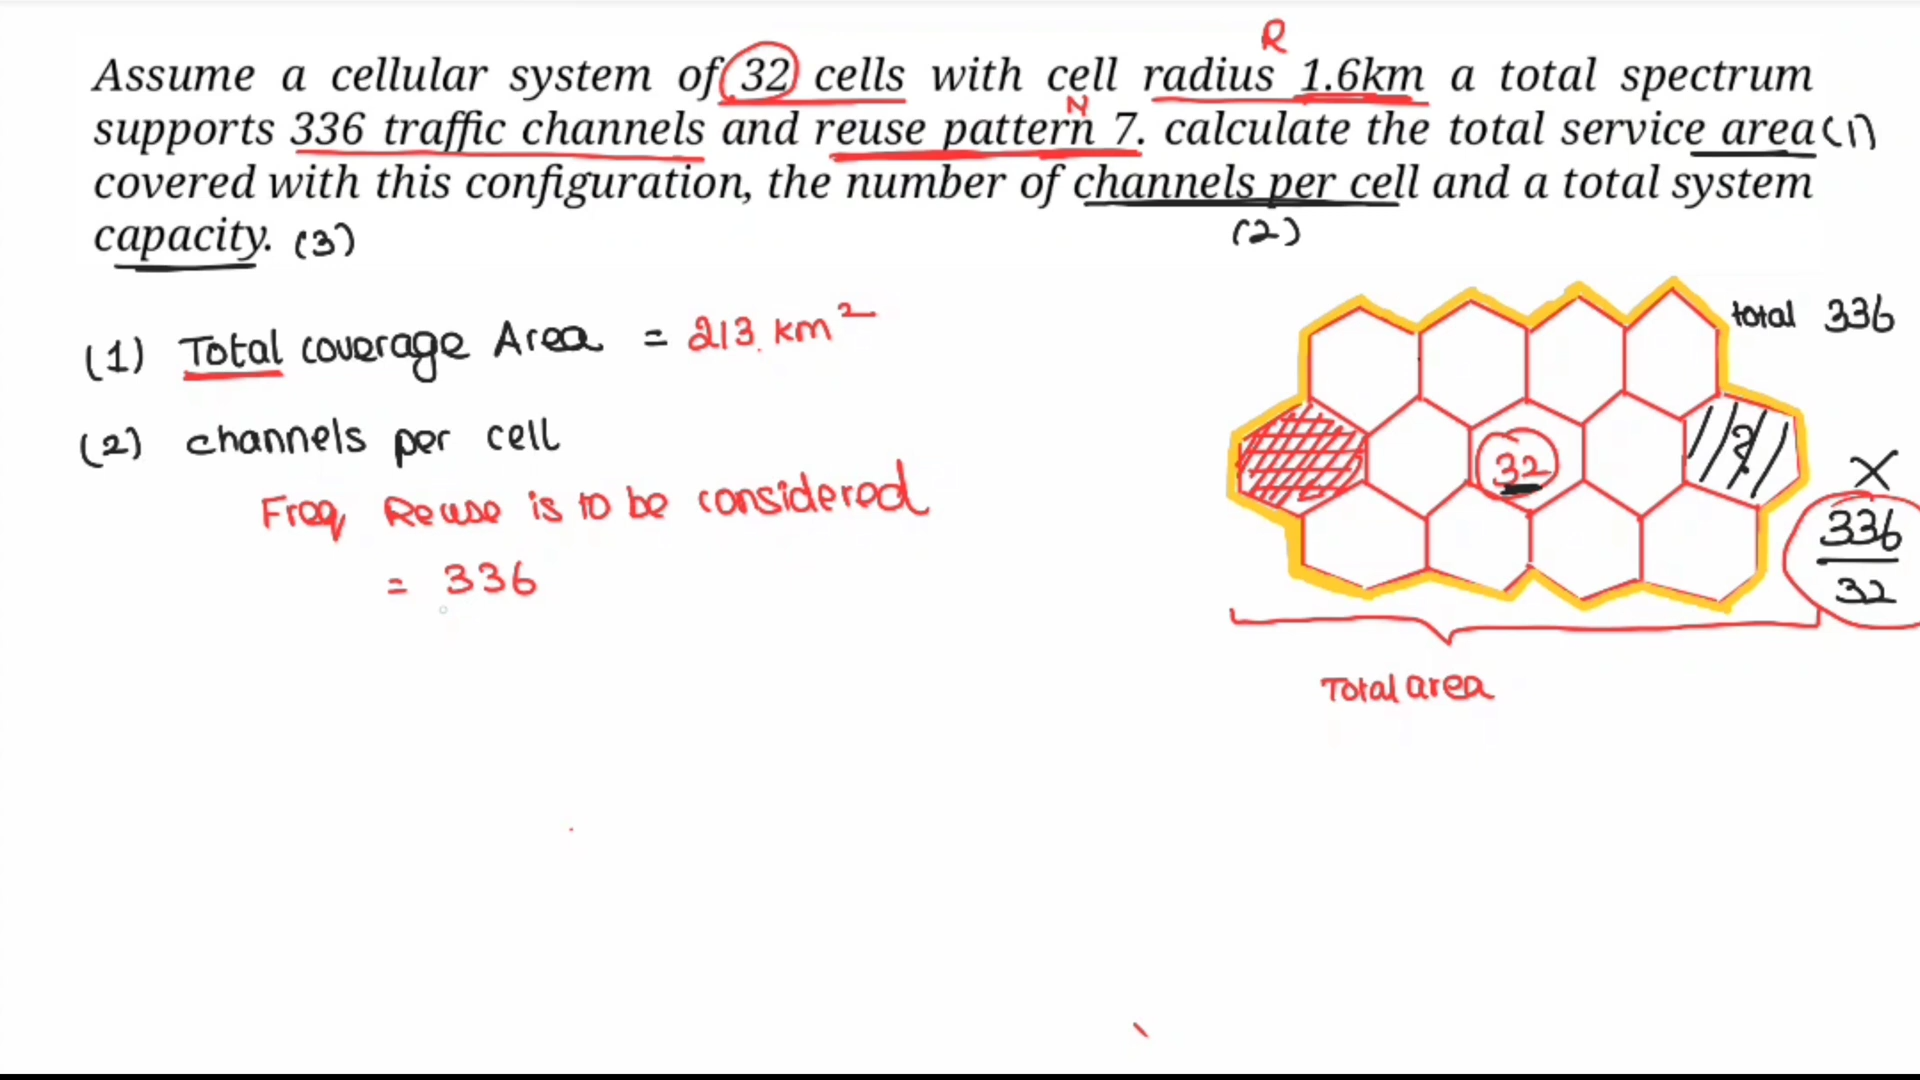 R
Assume a cellular system of 32 cells with cell radius 1.6km a total spectrum
N
supports 336 traffic channels and reuse pattern 7. calculate the total service area (1)
covered with this configuration, the number of channels per cell and a total system
capacity. (3)
(2)
(1) Total coverage Area = 213 km²
(2) channels per cell
Freq Reuse is to be considered
= 336
total 336
32
?
X
336
32
Total area